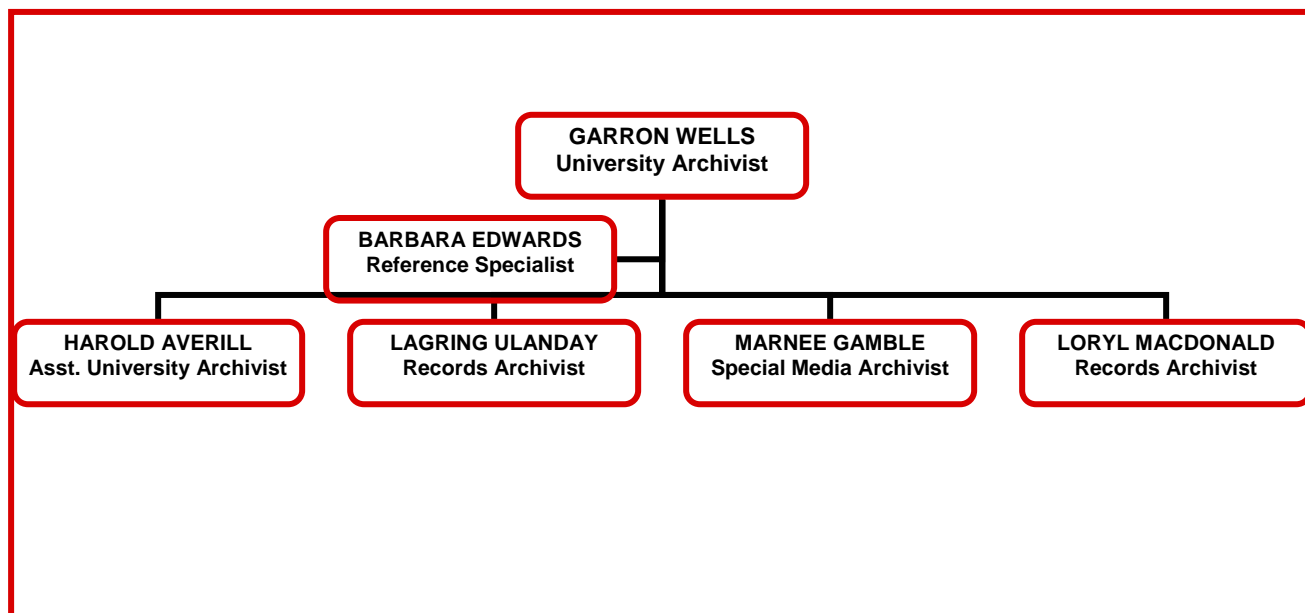 GARRON WELLS
University Archivist
BARBARA EDWARDS
Reference Specialist
HAROLD AVERILL
Asst. University Archivist
LAGRING ULANDAY
Records Archivist
MARNEE GAMBLE
Special Media Archivist
LORYL MACDONALD
Records Archivist